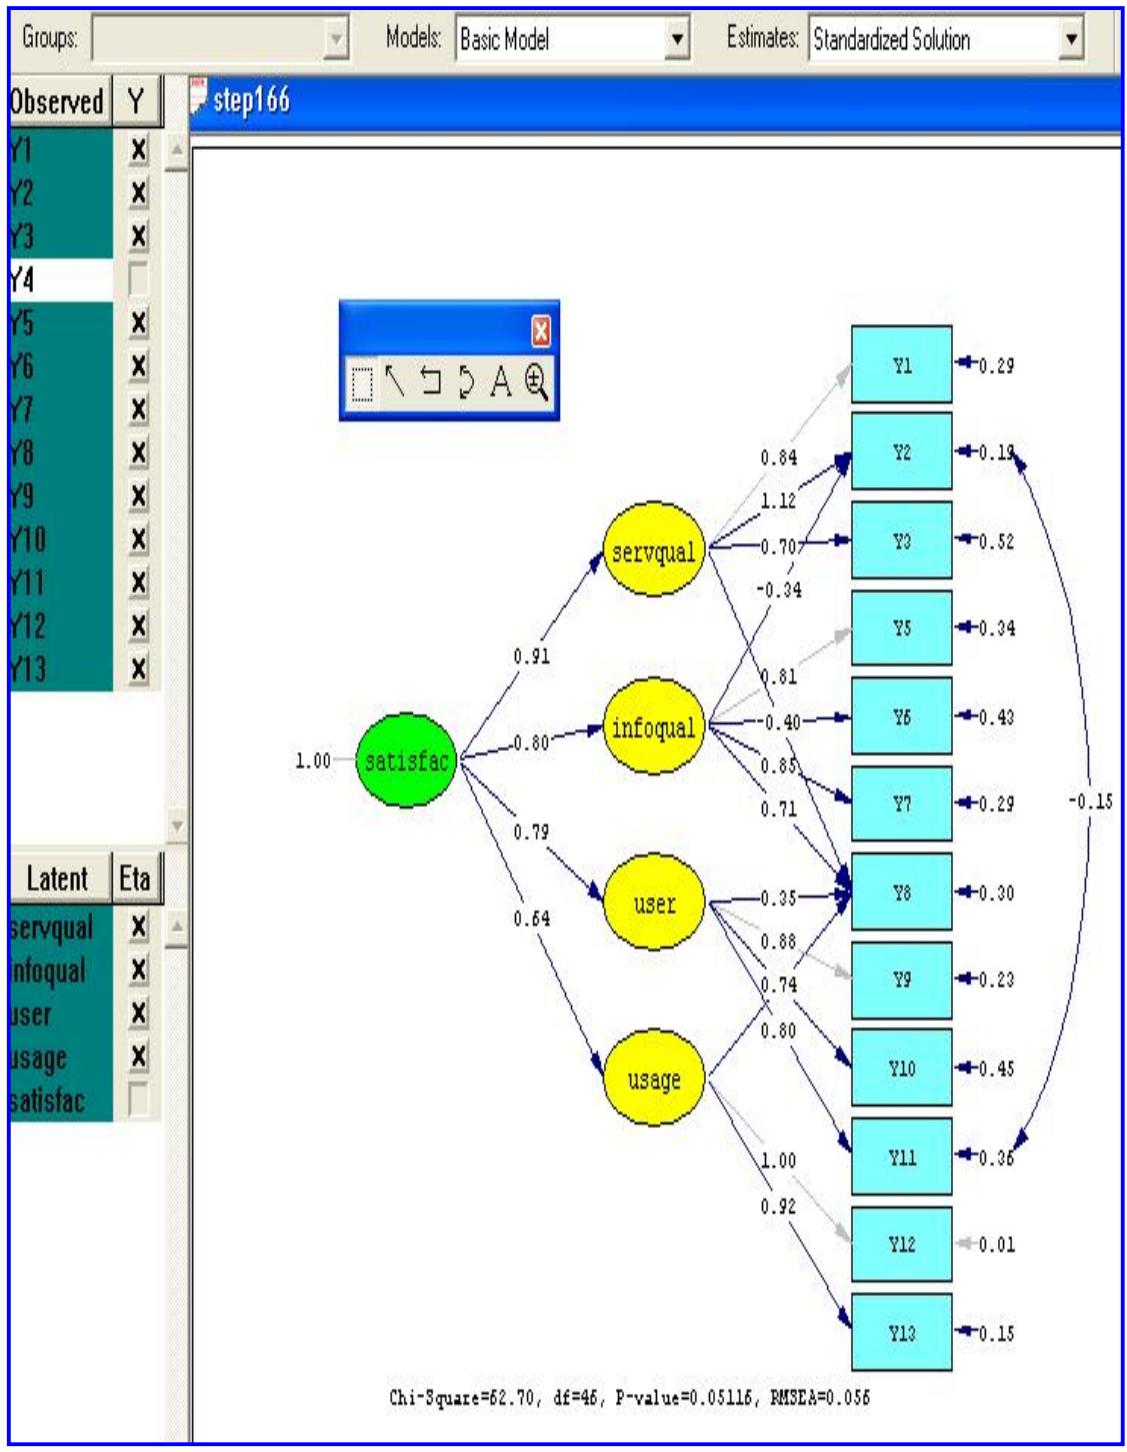 Groups:
Models: Basic Model
Estimates: Standardized Solution
Observed Y
step166
Y1 X
Y2 X
Y3 X
Y4
Y5 X
Y6 X
Y7 X
Y8 X
Y9 X
Y10 X
Y11 X
Y12 X
Y13 X
Latent Eta
servqual X
infoqual X
user X
usage X
satisfac
A
1.00
satisfac
0.91
0.80
0.79
0.64
servqual
infoqual
user
usage
0.84
1.12
0.70
-0.34
0.81
-0.40
0.85
0.71
0.35
0.88
0.74
0.80
1.00
0.92
Y1 0.29
Y2 0.19
Y3 0.52
Y5 0.34
Y6 0.43
Y7 0.29
Y8 0.30
Y9 0.23
Y10 0.45
Y11 0.36
Y12 0.01
Y13 0.15
-0.15
Chi-Square=62.70, df=46, P-value=0.05116, RMSEA=0.056